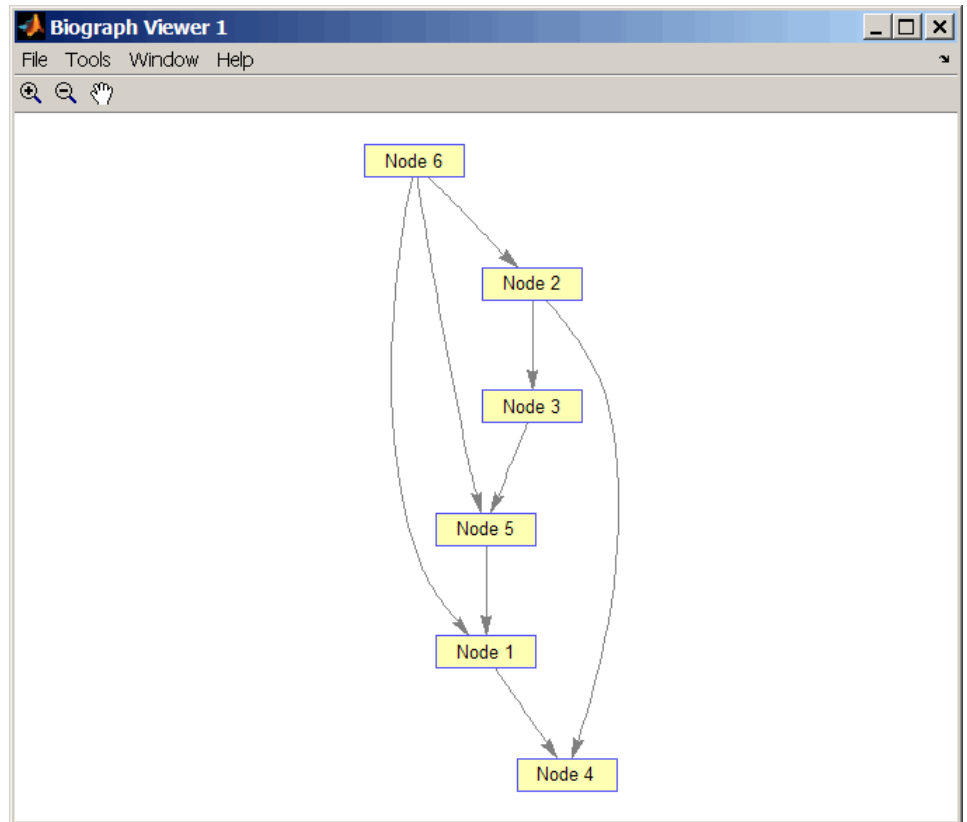 Biograph Viewer 1
File Tools Window Help
Node 6
Node 2
Node 3
Node 5
Node 1
Node 4